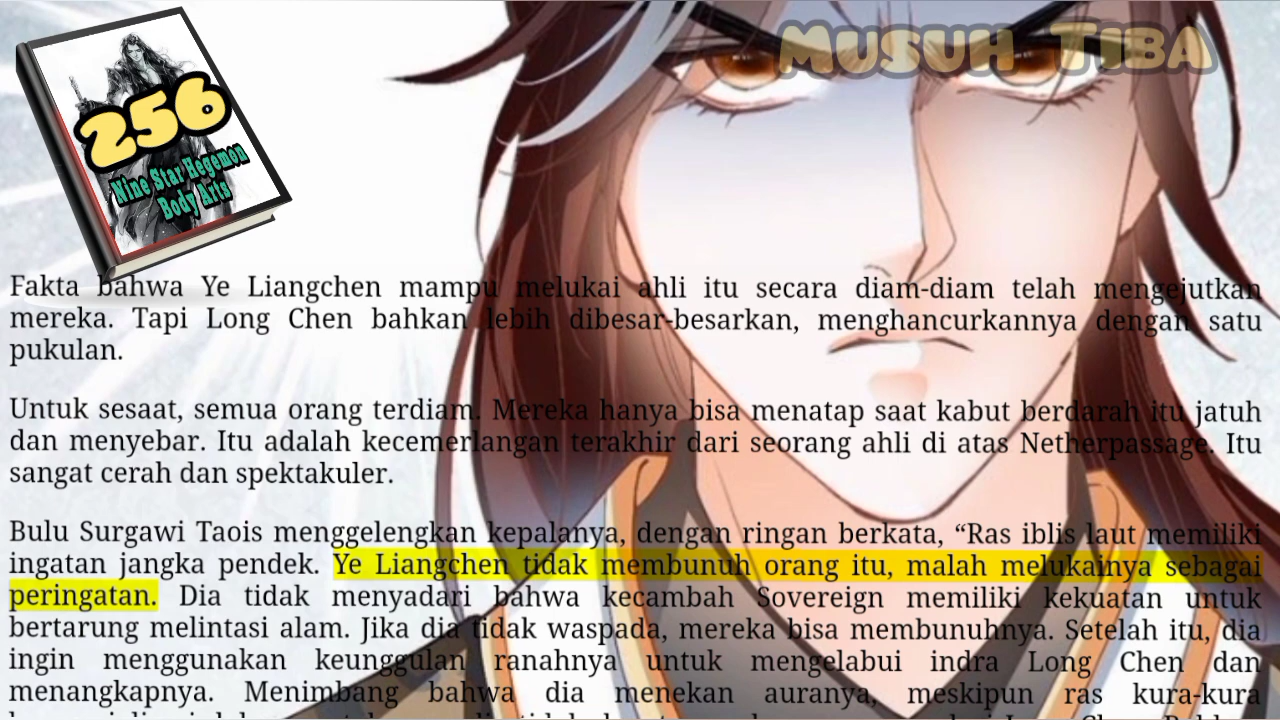 MUSUH TIBA
256
Nine Star Hegemon
Body Arts
Fakta bahwa Ye Liangchen mampu melukai ahli itu secara diam-diam telah mengejutkan
mereka. Tapi Long Chen bahkan lebih dibesar-besarkan, menghancurkannya dengan satu
pukulan.
Untuk sesaat, semua orang terdiam. Mereka hanya bisa menatap saat kabut berdarah itu jatuh
dan menyebar. Itu adalah kecemerlangan terakhir dari seorang ahli di atas Netherpassage. Itu
sangat cerah dan spektakuler.
Bulu Surgawi Taois menggelengkan kepalanya, dengan ringan berkata, “Ras iblis laut memiliki
ingatan jangka pendek. Ye Liangchen tidak membunuh orang itu, malah melukainya sebagai
peringatan. Dia tidak menyadari bahwa kecambah Sovereign memiliki kekuatan untuk
bertarung melintasi alam. Jika dia tidak waspada, mereka bisa membunuhnya. Setelah itu, dia
ingin menggunakan keunggulan ranahnya untuk mengelabui indra Long Chen dan
menangkapnya. Menimbang bahwa dia menekan auranya, meskipun ras kura-kura